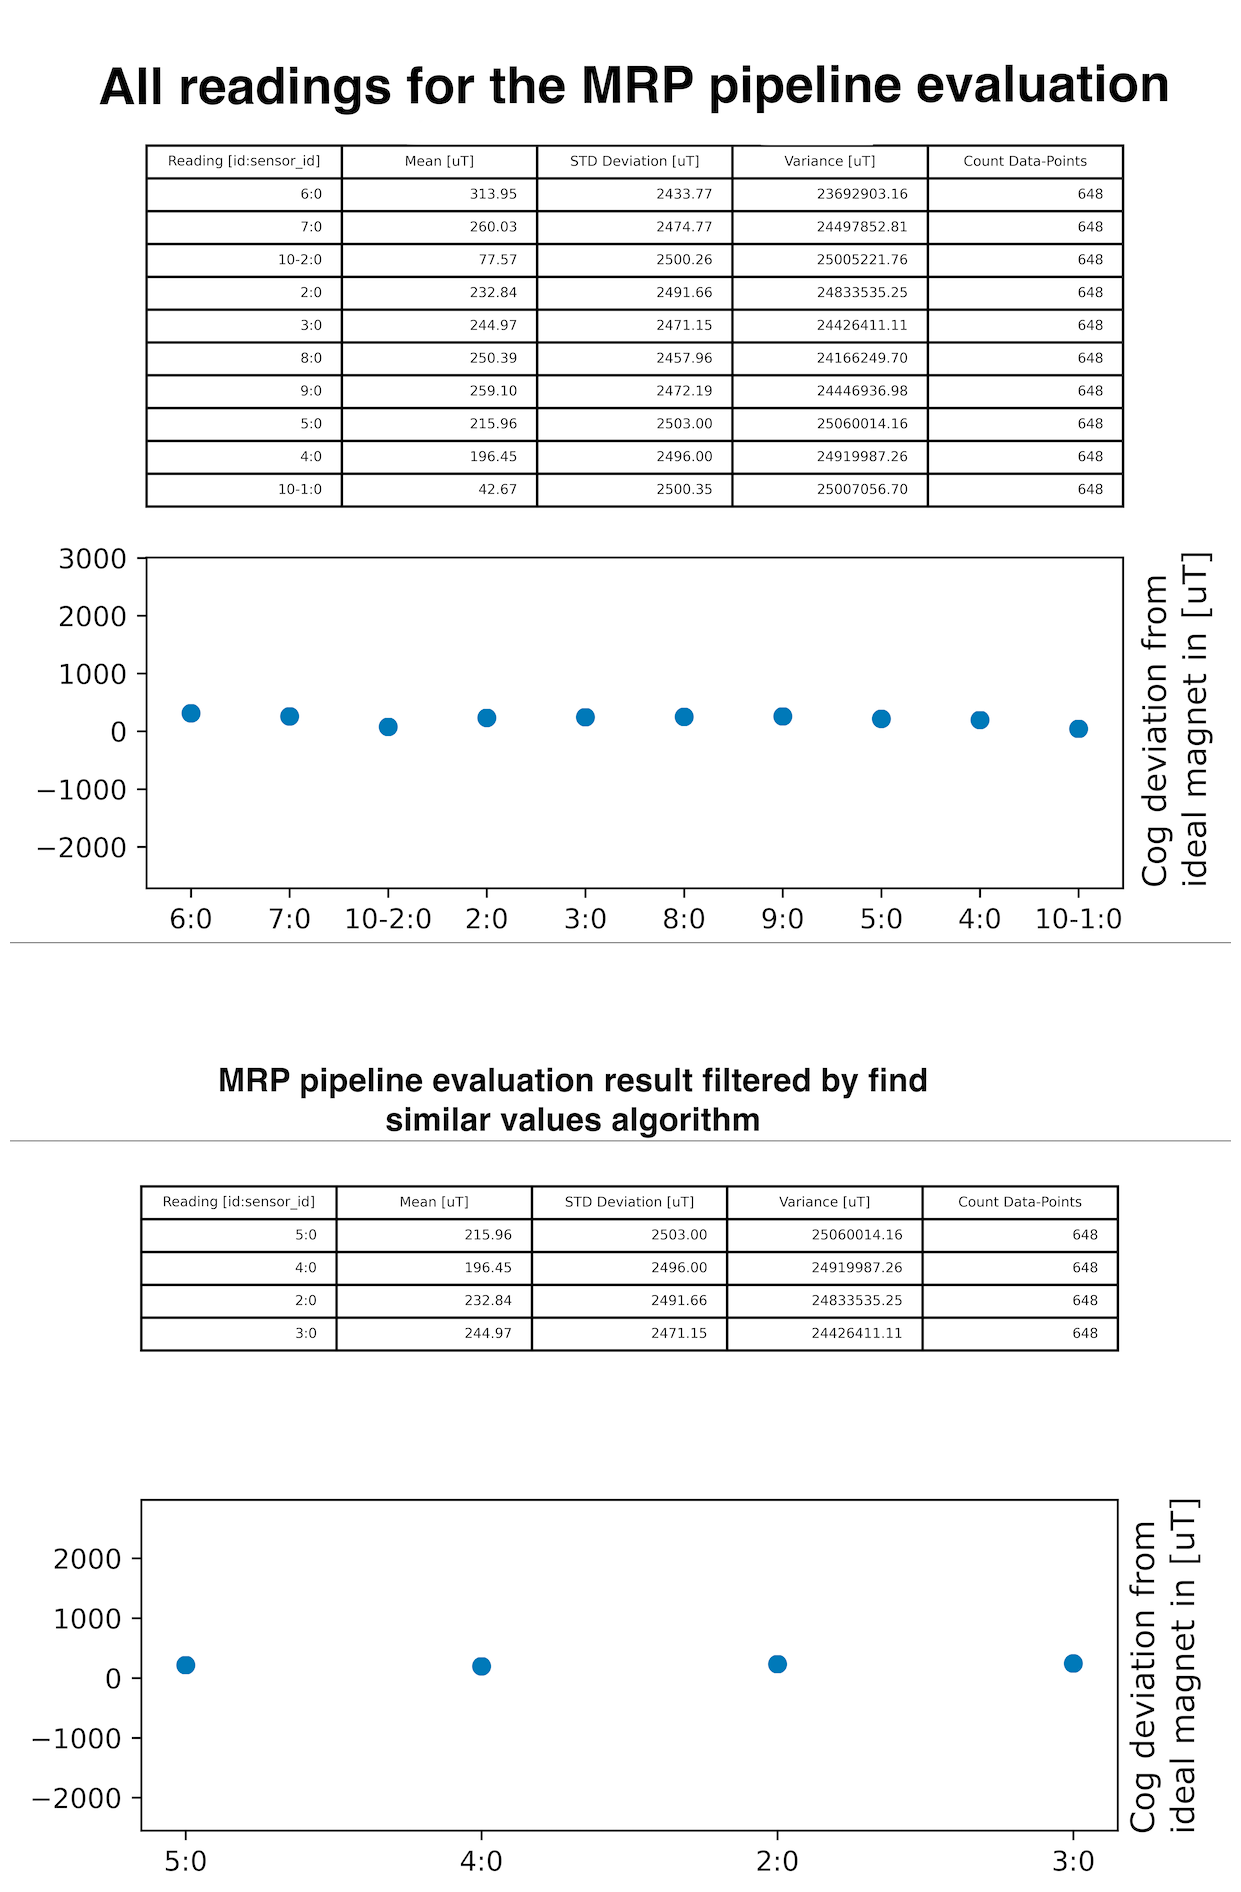 All readings for the MRP pipeline evaluation
Reading [id:sensor_id] Mean [uT] STD Deviation [uT] Variance [uT] Count Data-Points
6:0 313.95 2433.77 23692903.16 648
7:0 260.03 2474.77 24497852.81 648
10-2:0 77.57 2500.26 25005221.76 648
2:0 232.84 2491.66 24833535.25 648
3:0 244.97 2471.15 24426411.11 648
8:0 250.39 2457.96 24166249.70 648
9:0 259.10 2472.19 24446936.98 648
5:0 215.96 2503.00 25060014.16 648
4:0 196.45 2496.00 24919987.26 648
10-1:0 42.67 2500.35 25007056.70 648
3000
2000
1000
0
−1000
−2000
6:0 7:0 10-2:0 2:0 3:0 8:0 9:0 5:0 4:0 10-1:0
Cog deviation from
ideal magnet in [uT]
MRP pipeline evaluation result filtered by find
similar values algorithm
Reading [id:sensor_id] Mean [uT] STD Deviation [uT] Variance [uT] Count Data-Points
5:0 215.96 2503.00 25060014.16 648
4:0 196.45 2496.00 24919987.26 648
2:0 232.84 2491.66 24833535.25 648
3:0 244.97 2471.15 24426411.11 648
2000
1000
0
−1000
−2000
5:0 4:0 2:0 3:0
Cog deviation from
ideal magnet in [uT]